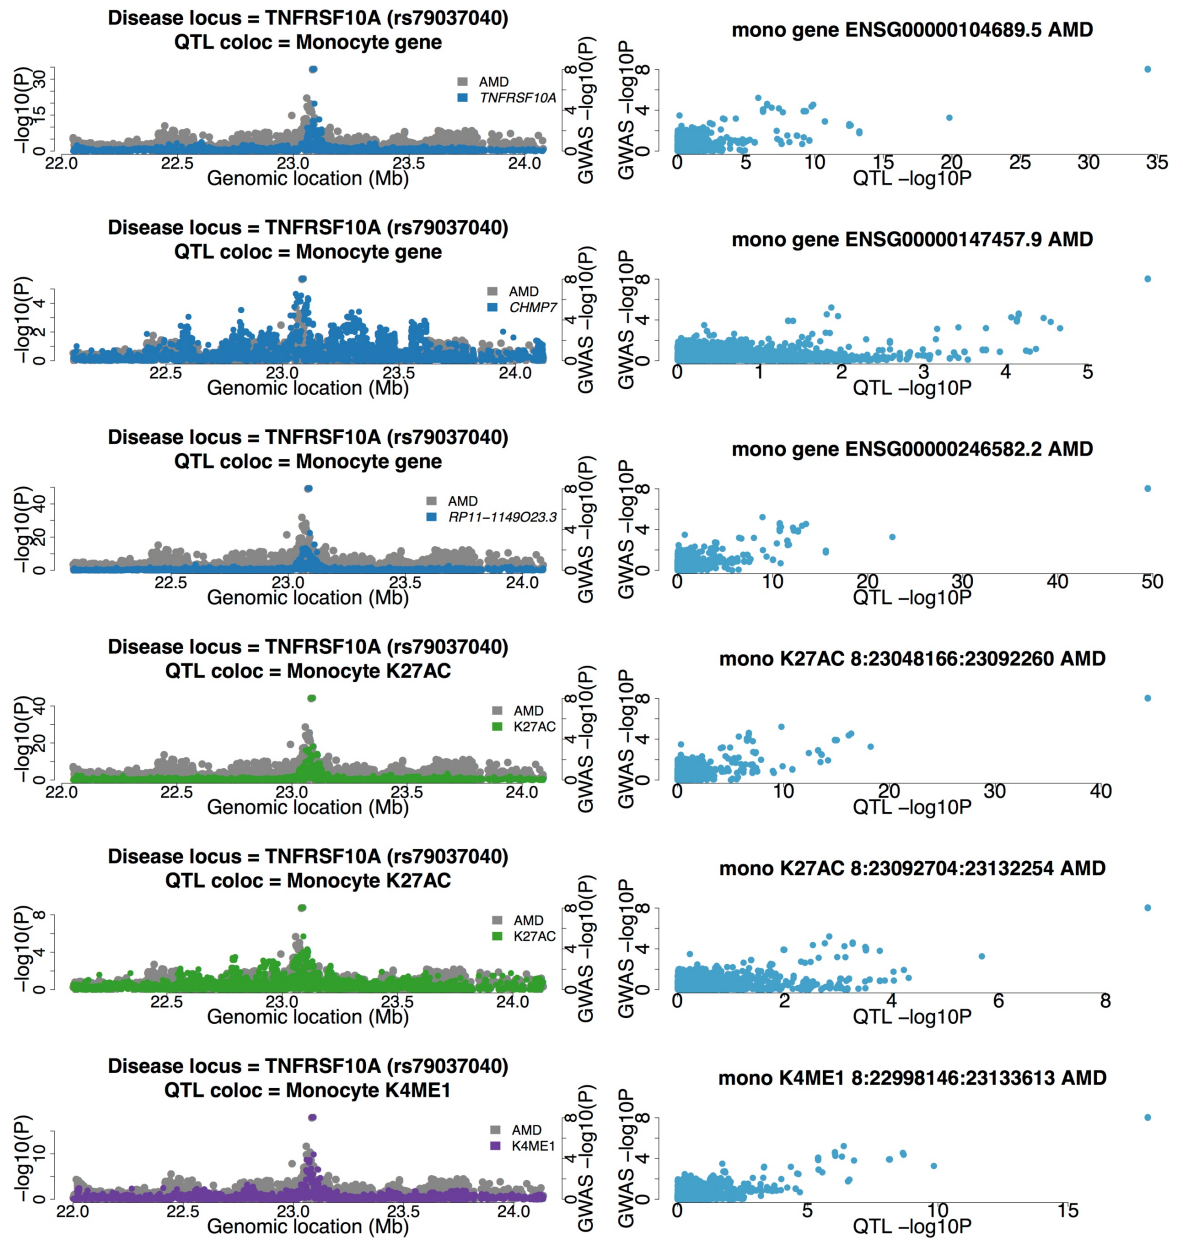 Disease locus = TNFRSF10A (rs79037040)
QTL coloc = Monocyte gene
−log10(P)
0 15 30
GWAS −log10(P)
0 4 8
AMD
TNFRSF10A
22.0 22.5 23.0 23.5 24.0
Genomic location (Mb)
mono gene ENSG00000104689.5 AMD
GWAS −log10P
0 4 8
0 5 10 15 20 25 30 35
QTL −log10P
Disease locus = TNFRSF10A (rs79037040)
QTL coloc = Monocyte gene
−log10(P)
0 2 4
GWAS −log10(P)
0 4 8
AMD
CHMP7
22.5 23.0 23.5 24.0
Genomic location (Mb)
mono gene ENSG00000147457.9 AMD
GWAS −log10P
0 4 8
0 1 2 3 4 5
QTL −log10P
Disease locus = TNFRSF10A (rs79037040)
QTL coloc = Monocyte gene
−log10(P)
0 20 40
GWAS −log10(P)
0 4 8
AMD
RP11−1149O23.3
22.5 23.0 23.5 24.0
Genomic location (Mb)
mono gene ENSG00000246582.2 AMD
GWAS −log10P
0 4 8
0 10 20 30 40 50
QTL −log10P
Disease locus = TNFRSF10A (rs79037040)
QTL coloc = Monocyte K27AC
−log10(P)
0 20 40
GWAS −log10(P)
0 4 8
AMD
K27AC
22.0 22.5 23.0 23.5 24.0
Genomic location (Mb)
mono K27AC 8:23048166:23092260 AMD
GWAS −log10P
0 4 8
0 10 20 30 40
QTL −log10P
Disease locus = TNFRSF10A (rs79037040)
QTL coloc = Monocyte K27AC
−log10(P)
0 4 8
GWAS −log10(P)
0 4 8
AMD
K27AC
22.5 23.0 23.5 24.0
Genomic location (Mb)
mono K27AC 8:23092704:23132254 AMD
GWAS −log10P
0 4 8
0 2 4 6 8
QTL −log10P
Disease locus = TNFRSF10A (rs79037040)
QTL coloc = Monocyte K4ME1
−log10(P)
0 10
GWAS −log10(P)
0 4 8
AMD
K4ME1
22.0 22.5 23.0 23.5 24.0
Genomic location (Mb)
mono K4ME1 8:22998146:23133613 AMD
GWAS −log10P
0 4 8
0 5 10 15
QTL −log10P